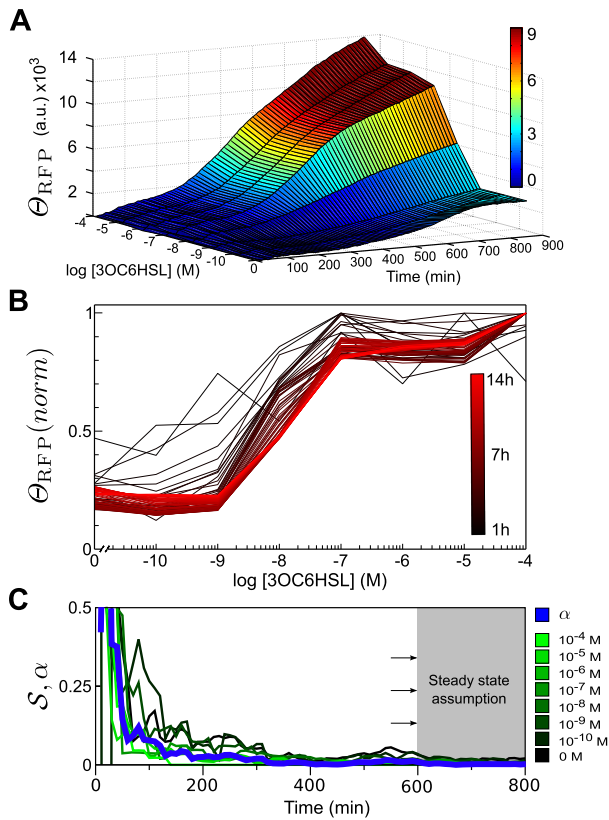 A
Θ_RFP (a.u.) x10³
14
10
6
2
-4
-5
-6
-7
-8
-9
-10
0
log [3OC6HSL] (M)
100
200
300
400
500
600
700
800
900
Time (min)
9
6
3
0
B
Θ_RFP(norm)
1
0.5
0
0
-10
-9
-8
-7
-6
-5
-4
log [3OC6HSL] (M)
14h
7h
1h
C
S, α
0.5
0.25
0
0
200
400
600
800
Time (min)
Steady state
assumption
α
10⁻⁴ M
10⁻⁵ M
10⁻⁶ M
10⁻⁷ M
10⁻⁸ M
10⁻⁹ M
10⁻¹⁰ M
0 M